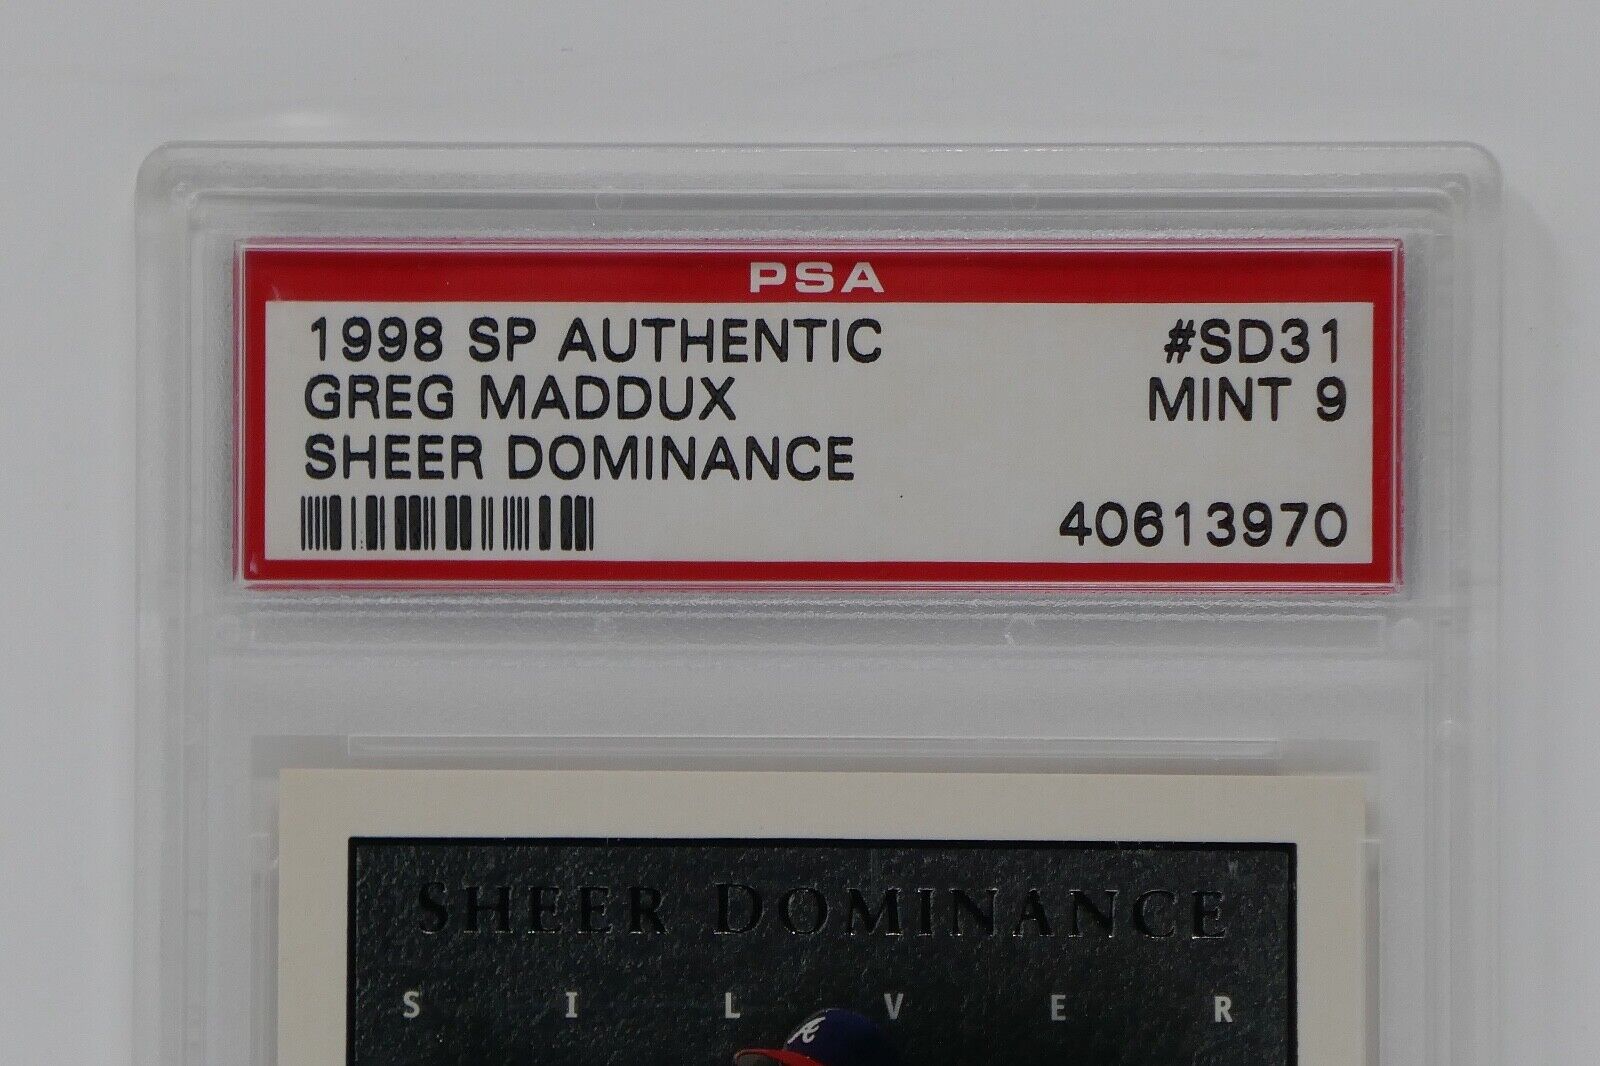 PSA
1998 SP AUTHENTIC #SD31
GREG MADDUX MINT 9
SHEER DOMINANCE
40613970
SHEER DOMINANCE
SILVER
A